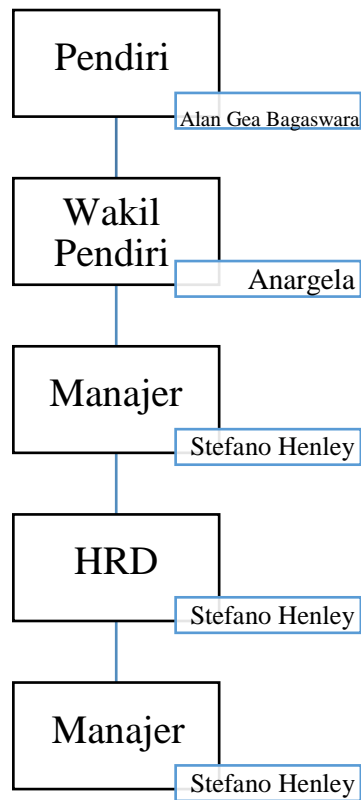 Pendiri
Alan Gea Bagaswara
Wakil
Pendiri
Anargela
Manajer
Stefano Henley
HRD
Stefano Henley
Manajer
Stefano Henley